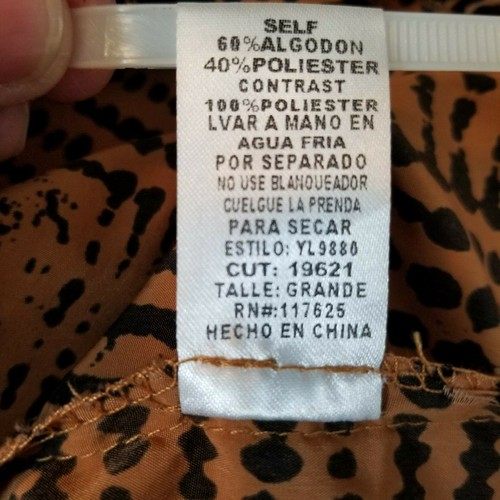 SELF
60%ALGODON
40%POLIESTER
CONTRAST
100%POLIESTER
LVAR A MANO EN
AGUA FRIA
POR SEPARADO
NO USE BLANQUEADOR
CUELGUE LA PRENDA
PARA SECAR
ESTILO: YL9880
CUT: 19621
TALLE: GRANDE
RN#:117625
HECHO EN CHINA